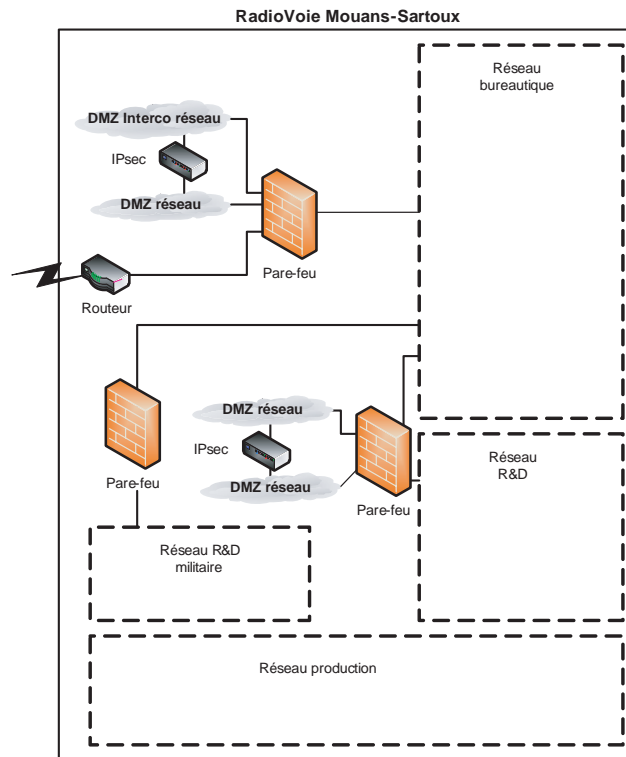 RadioVoie Mouans-Sartoux
Réseau
bureautique
DMZ Interco réseau
IPsec
DMZ réseau
Pare-feu
Routeur
DMZ réseau
IPsec
DMZ réseau
Pare-feu
Pare-feu
Réseau
R&D
Réseau R&D
militaire
Réseau production